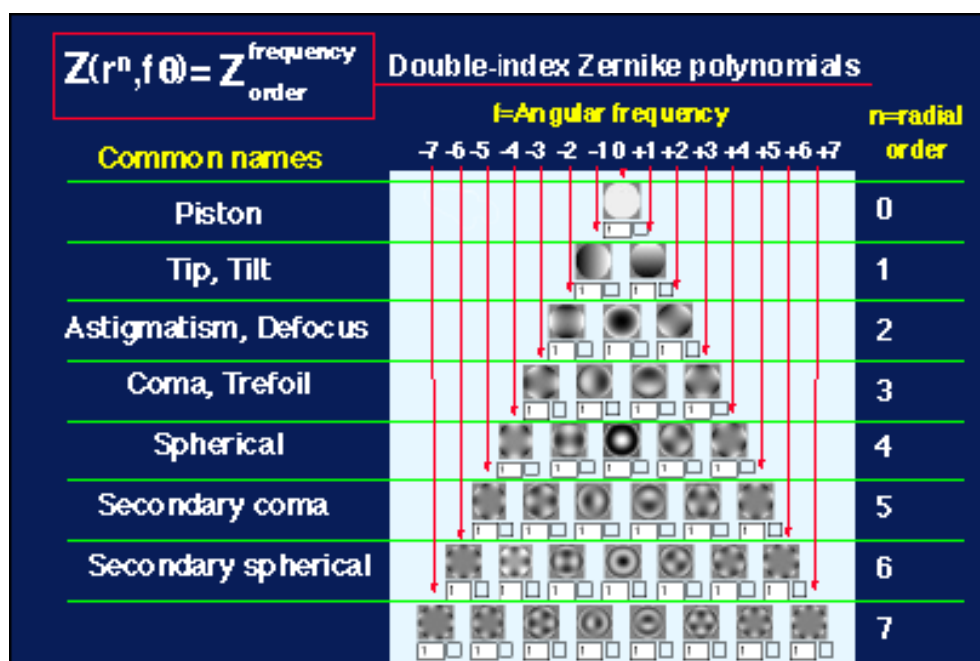 Z(rⁿ,fθ)= Z frequency order
Double-index Zernike polynomials
f=Angular frequency
n=radial order
Common names
-7 -6 -5 -4 -3 -2 -1 0 +1 +2 +3 +4 +5 +6 +7
Piston
0
Tip, Tilt
1
Astigmatism, Defocus
2
Coma, Trefoil
3
Spherical
4
Secondary coma
5
Secondary spherical
6
7